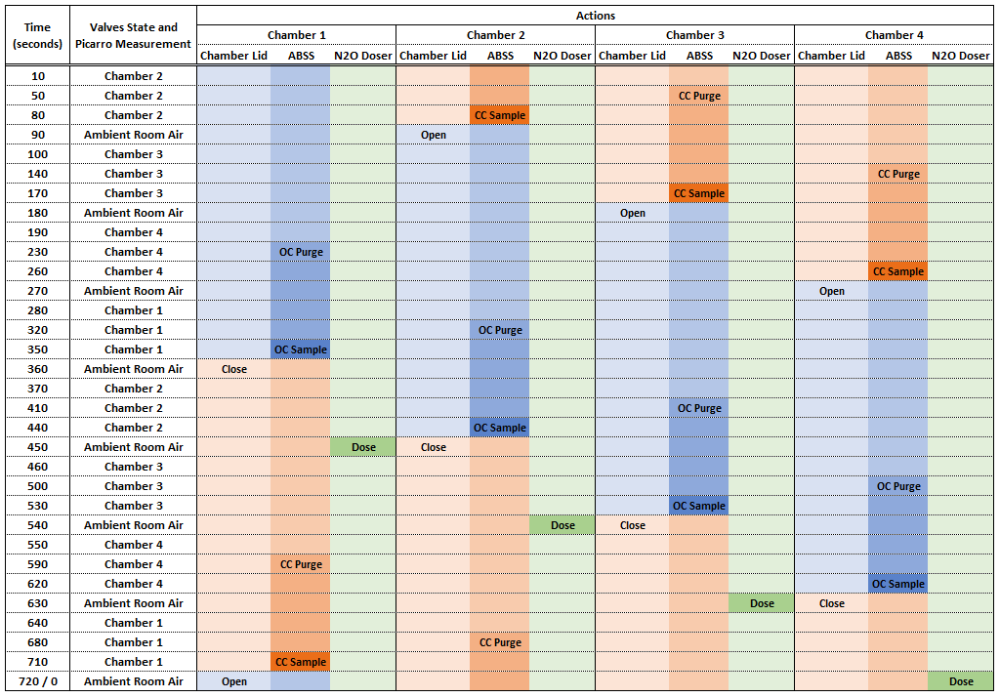 Actions
Time Valves State and
(seconds) Picarro Measurement
Chamber 1 Chamber 2 Chamber 3 Chamber 4
Chamber Lid ABSS N2O Doser Chamber Lid ABSS N2O Doser Chamber Lid ABSS N2O Doser Chamber Lid ABSS N2O Doser
10 Chamber 2
50 Chamber 2 CC Purge
80 Chamber 2 CC Sample
90 Ambient Room Air Open
100 Chamber 3
140 Chamber 3 CC Purge
170 Chamber 3 CC Sample
180 Ambient Room Air Open
190 Chamber 4
230 Chamber 4 OC Purge
260 Chamber 4 CC Sample
270 Ambient Room Air Open
280 Chamber 1
320 Chamber 1 OC Purge
350 Chamber 1 OC Sample
360 Ambient Room Air Close
370 Chamber 2
410 Chamber 2 OC Purge
440 Chamber 2 OC Sample
450 Ambient Room Air Dose Close
460 Chamber 3
500 Chamber 3 OC Purge
530 Chamber 3 OC Sample
540 Ambient Room Air Dose Close
550 Chamber 4
590 Chamber 4 CC Purge
620 Chamber 4 OC Sample
630 Ambient Room Air Dose Close
640 Chamber 1
680 Chamber 1 CC Purge
710 Chamber 1 CC Sample
720 / 0 Ambient Room Air Open Dose